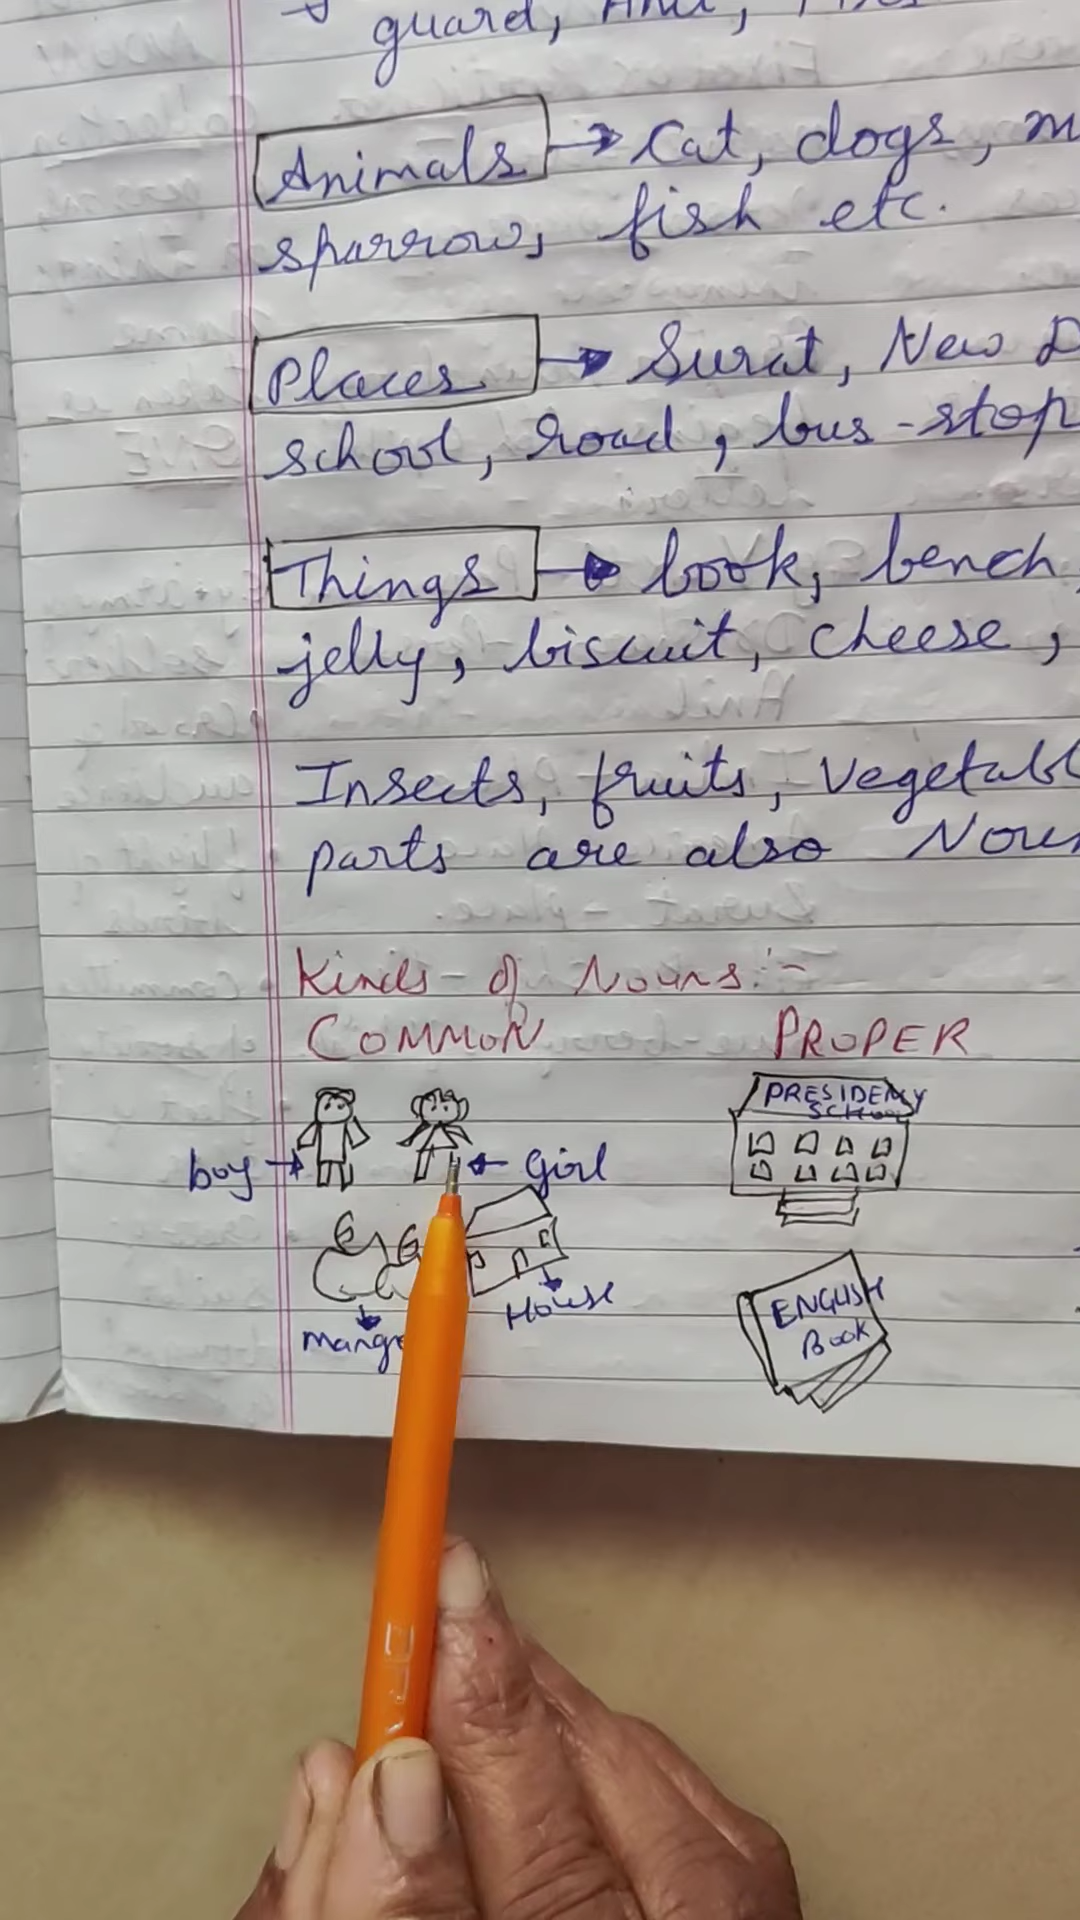 guard,
Animals → Cat, dogs,
sparrow, fish etc.
Places → Surat, New
school, road, bus-stop
Things → book, bench,
jelly, biscuit, cheese,
Insects, fruits,
parts are also
Kinds - of Nouns :-
COMMON PROPER
PRESIDENCY
SCHOOL
boy → ← Girl
House
ENGLISH
Book